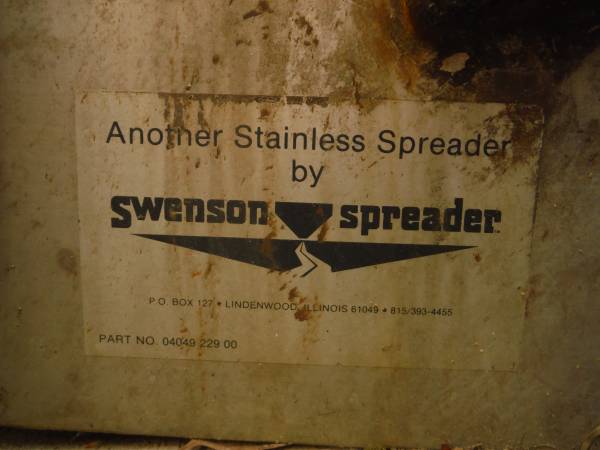 Another Stainless Spreader
by
Swenson spreader
P.O. BOX 127 • LINDENWOOD, ILLINOIS 61049 • 815/393-4455
PART NO. 04049 229 00